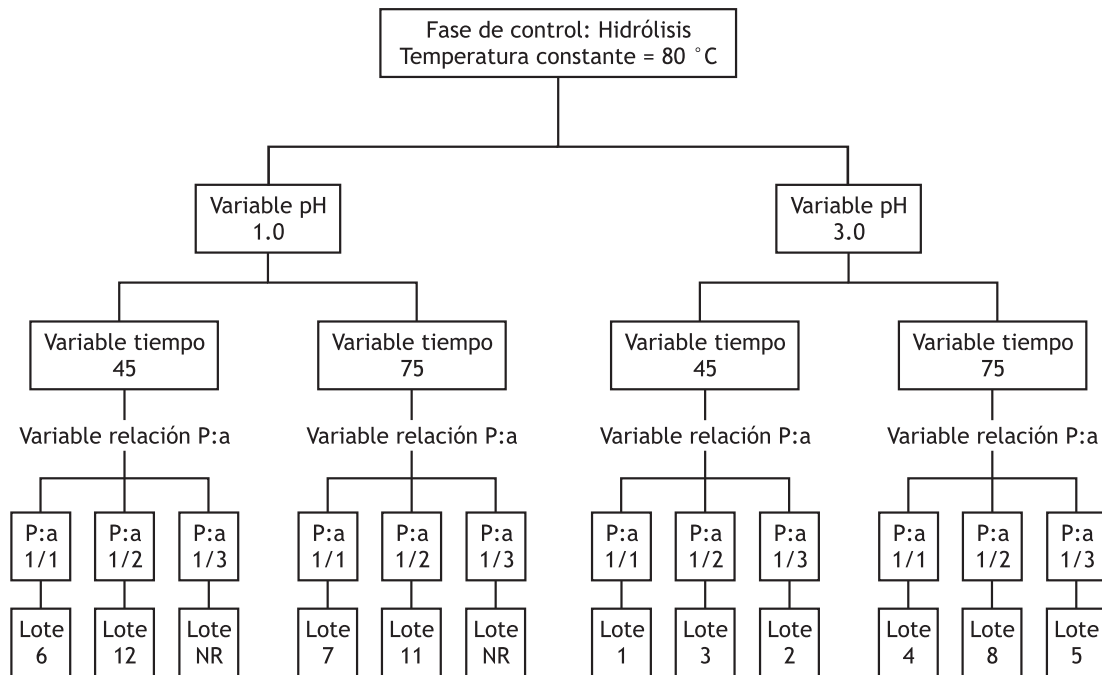 Fase de control: Hidrólisis
Temperatura constante = 80 °C
Variable pH
1.0
Variable pH
3.0
Variable tiempo
45
Variable tiempo
75
Variable tiempo
45
Variable tiempo
75
Variable relación P:a
Variable relación P:a
Variable relación P:a
Variable relación P:a
P:a
1/1
P:a
1/2
P:a
1/3
P:a
1/1
P:a
1/2
P:a
1/3
P:a
1/1
P:a
1/2
P:a
1/3
P:a
1/1
P:a
1/2
P:a
1/3
Lote
6
Lote
12
Lote
NR
Lote
7
Lote
11
Lote
NR
Lote
1
Lote
3
Lote
2
Lote
4
Lote
8
Lote
5